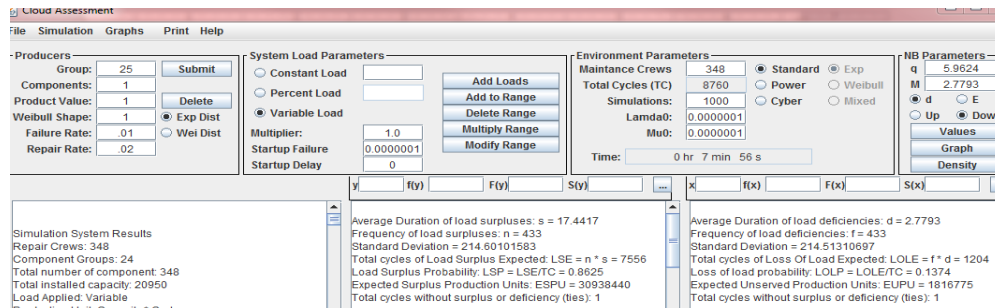 Cloud Assessment
File Simulation Graphs Print Help
Producers
Group: 25 Submit
Components: 1
Product Value: 1 Delete
Weibull Shape: 1 Exp Dist
Failure Rate: .01 Wei Dist
Repair Rate: .02
System Load Parameters
Constant Load
Percent Load
Variable Load
Multiplier: 1.0
Startup Failure 0.0000001
Startup Delay 0
Add Loads
Add to Range
Delete Range
Multiply Range
Modify Range
Environment Parameters
Maintance Crews 348 Standard Exp
Total Cycles (TC) 8760 Power Weibull
Simulations: 1000 Cyber Mixed
Lamda0: 0.0000001
Mu0: 0.0000001
Time: 0 hr 7 min 56 s
NB Parameters
q 5.9624
M 2.7793
d E
Up Dow
Values
Graph
Density
y f(y) F(y) S(y) ...
x f(x) F(x) S(x)
Simulation System Results
Repair Crews: 348
Component Groups: 24
Total number of component: 348
Total installed capacity: 20950
Load Applied: Variable
Average Duration of load surpluses: s = 17.4417
Frequency of load surpluses: n = 433
Standard Deviation = 214.60101583
Total cycles of Load Surplus Expected: LSE = n * s = 7556
Load Surplus Probability: LSP = LSE/TC = 0.8625
Expected Surplus Production Units: ESPU = 30938440
Total cycles without surplus or deficiency (ties): 1
Average Duration of load deficiencies: d = 2.7793
Frequency of load deficiencies: f = 433
Standard Deviation = 214.51310697
Total cycles of Loss Of Load Expected: LOLE = f * d = 1204
Loss of load probability: LOLP = LOLE/TC = 0.1374
Expected Unserved Production Units: EUPU = 1816775
Total cycles without surplus or deficiency (ties): 1